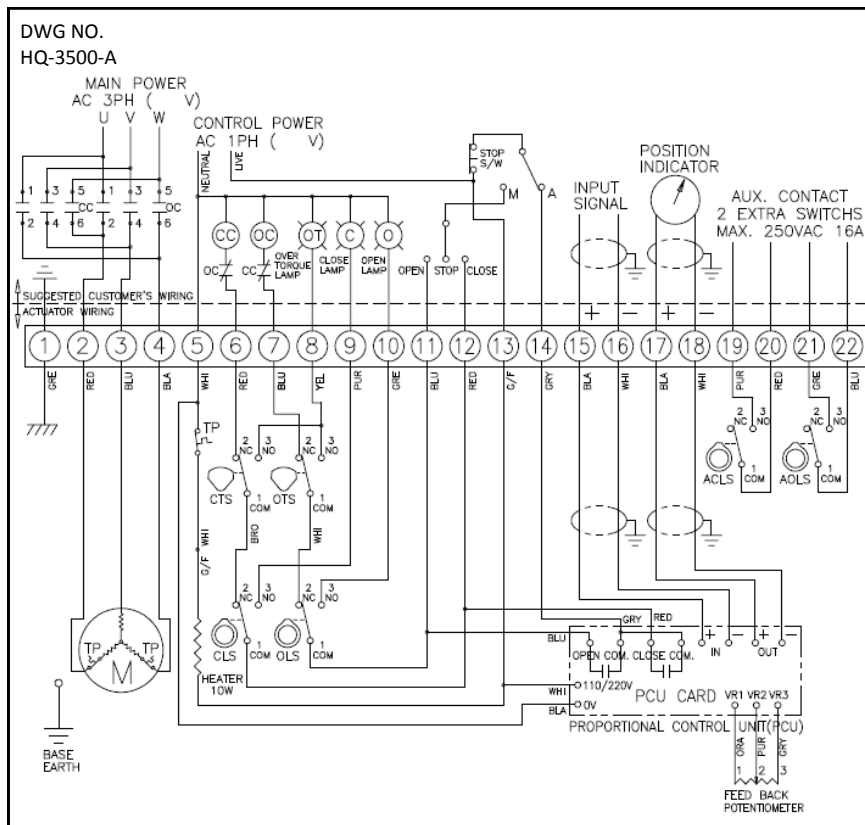 DWG NO.
HQ-3500-A
MAIN POWER
AC 3PH ( V)
U V W
CONTROL POWER
AC 1PH ( V)
NEUTRAL
LIVE
STOP
S/W
M A
POSITION
INDICATOR
INPUT
SIGNAL
AUX. CONTACT
2 EXTRA SWITCHS
MAX. 250VAC 16A
1 3 5 1 3 5
CC OC
2 4 6 2 4 6
CC OC OT C O
OC CC
OVER
TORQUE
LAMP
CLOSE
LAMP
OPEN
LAMP
OPEN STOP CLOSE
SUGGESTED CUSTOMER'S WIRING
ACTUATOR WIRING
+ - + -
1 2 3 4 5 6 7 8 9 10 11 12 13 14 15 16 17 18 19 20 21 22
GRE RED BLU BLA WHI RED BLU YEL PUR GRE BLU RED G/F GRY BLA WHI BLA WHI PUR RED GRE BLU
TP
2 NC 3 NO 2 NC 3 NO
CTS OTS
1 COM 1 COM
2 NC 3 NO 2 NC 3 NO
ACLS AOLS
1 COM 1 COM
WHI
G/F
BRO WHI
2 NC 3 NO 2 NC 3 NO
CLS OLS
1 COM 1 COM
HEATER
10W
TP TP
M
BASE
EARTH
GRY RED
BLU
+ - + -
IN OUT
OPEN COM. CLOSE COM.
WHI 110/220V
BLA 0V
PCU CARD
VR1 VR2 VR3
PROPORTIONAL CONTROL UNIT(PCU)
ORA PUR GRY
1 2 3
FEED BACK
POTENTIOMETER